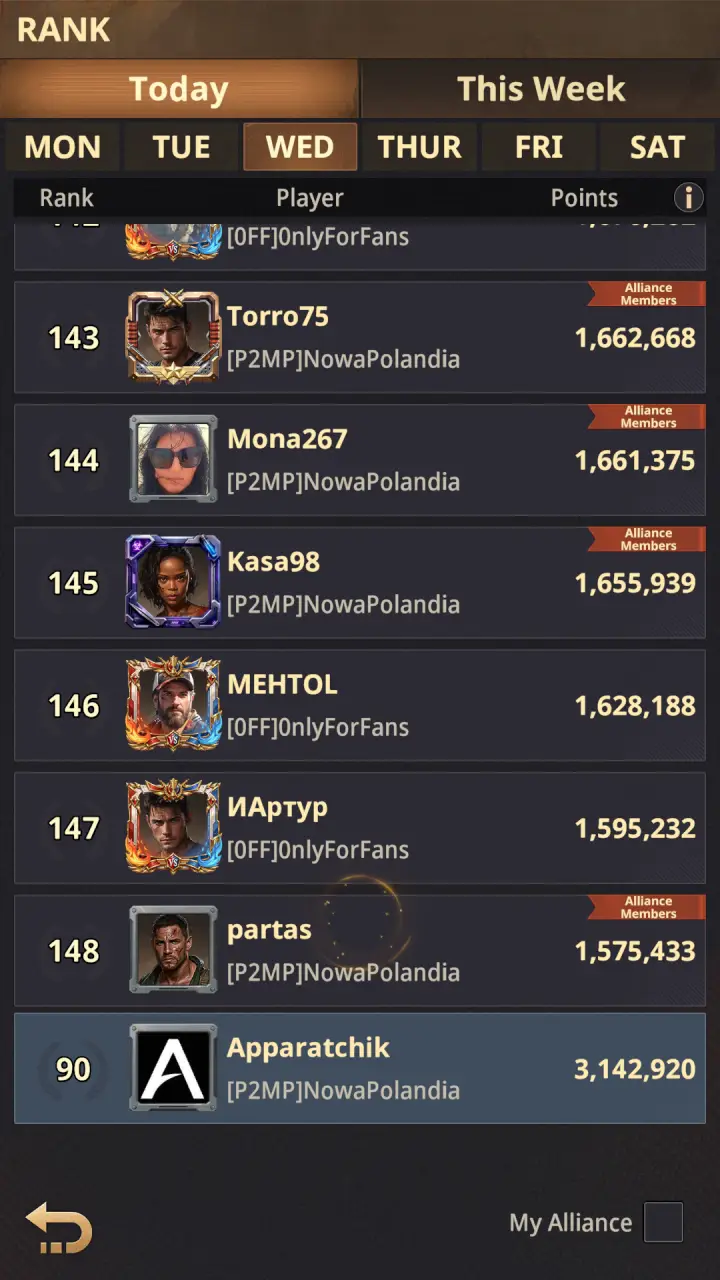 RANK
Today
This Week
MON
TUE
WED
THUR
FRI
SAT
Rank
Player
Points
i
[0FF]0nlyForFans
Alliance
Members
143
Torro75
[P2MP]NowaPolandia
1,662,668
Alliance
Members
144
Mona267
[P2MP]NowaPolandia
1,661,375
Alliance
Members
145
Kasa98
[P2MP]NowaPolandia
1,655,939
146
MEHTOL
[0FF]0nlyForFans
1,628,188
147
ИАртур
[0FF]0nlyForFans
1,595,232
Alliance
Members
148
partas
[P2MP]NowaPolandia
1,575,433
90
Apparatchik
[P2MP]NowaPolandia
3,142,920
My Alliance